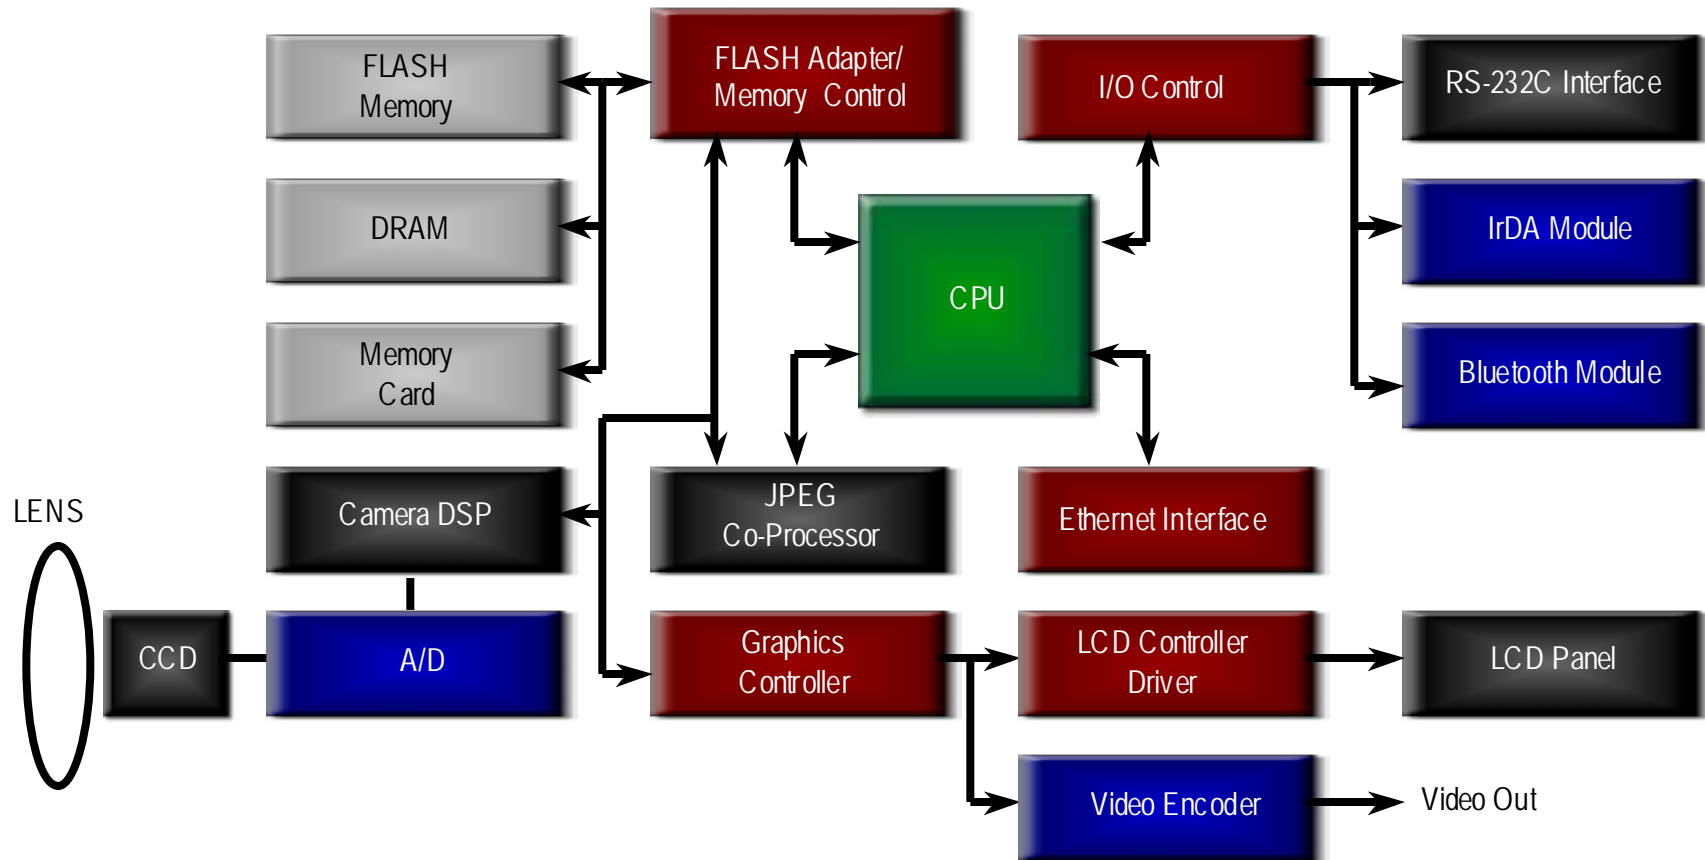 FLASH
Memory
FLASH Adapter/
Memory Control
I/O Control
RS-232C Interface
DRAM
IrDA Module
CPU
Memory
Card
Bluetooth Module
LENS
Camera DSP
JPEG
Co-Processor
Ethernet Interface
CCD
A/D
Graphics
Controller
LCD Controller
Driver
LCD Panel
Video Encoder
Video Out